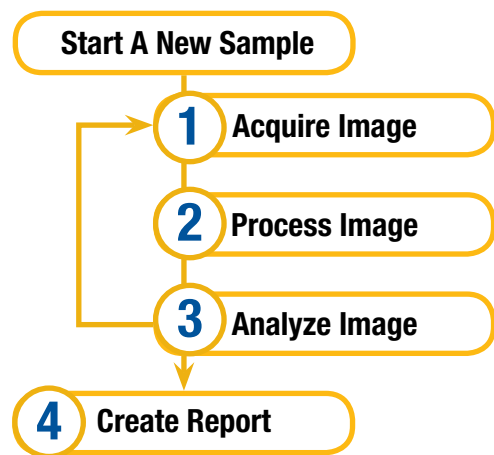 Start A New Sample
1 Acquire Image
2 Process Image
3 Analyze Image
4 Create Report